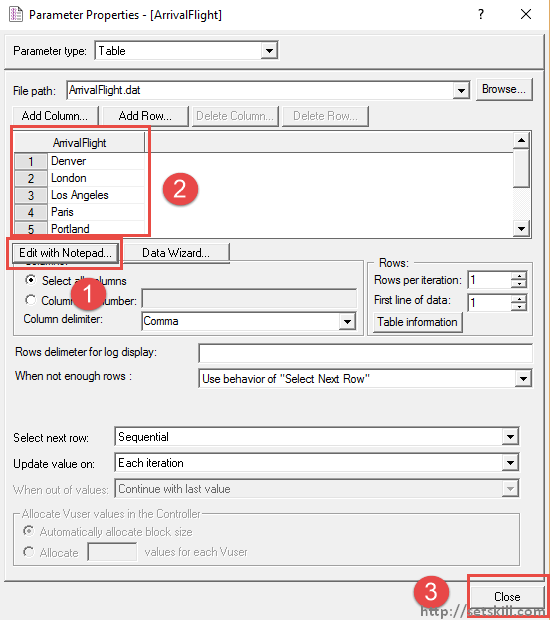 Parameter Properties - [ArrivalFlight]
Parameter type: Table
File path: ArrivalFlight.dat Browse...
Add Column... Add Row... Delete Column... Delete Row...
ArrivalFlight
1 Denver
2 London
3 Los Angeles
4 Paris
5 Portland
2
Edit with Notepad... Data Wizard...
Rows:
Select all columns
Rows per iteration: 1
1
number:
First line of data: 1
Column delimiter: Comma
Table information
Rows delimeter for log display:
When not enough rows : Use behavior of "Select Next Row"
Select next row: Sequential
Update value on: Each iteration
When out of values: Continue with last value
Allocate Vuser values in the Controller
Automatically allocate block size
Allocate values for each Vuser
3
Close
http://setskill.com